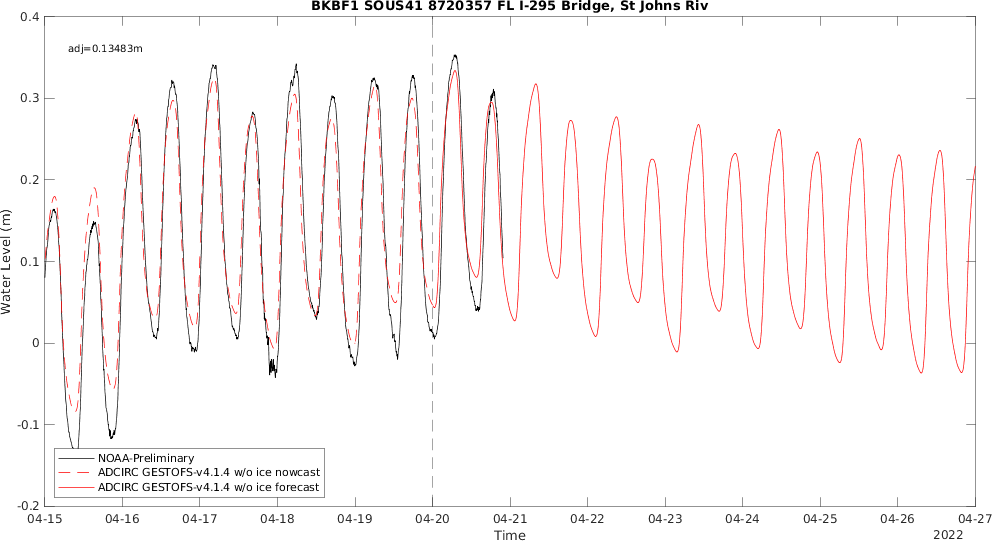 BKBF1 SOUS41 8720357 FL I-295 Bridge, St Johns Riv
adj=0.13483m
Water Level (m)
0.4
0.3
0.2
0.1
0
-0.1
-0.2
NOAA-Preliminary
ADCIRC GESTOFS-v4.1.4 w/o ice nowcast
ADCIRC GESTOFS-v4.1.4 w/o ice forecast
04-15 04-16 04-17 04-18 04-19 04-20 04-21 04-22 04-23 04-24 04-25 04-26 04-27
Time
2022